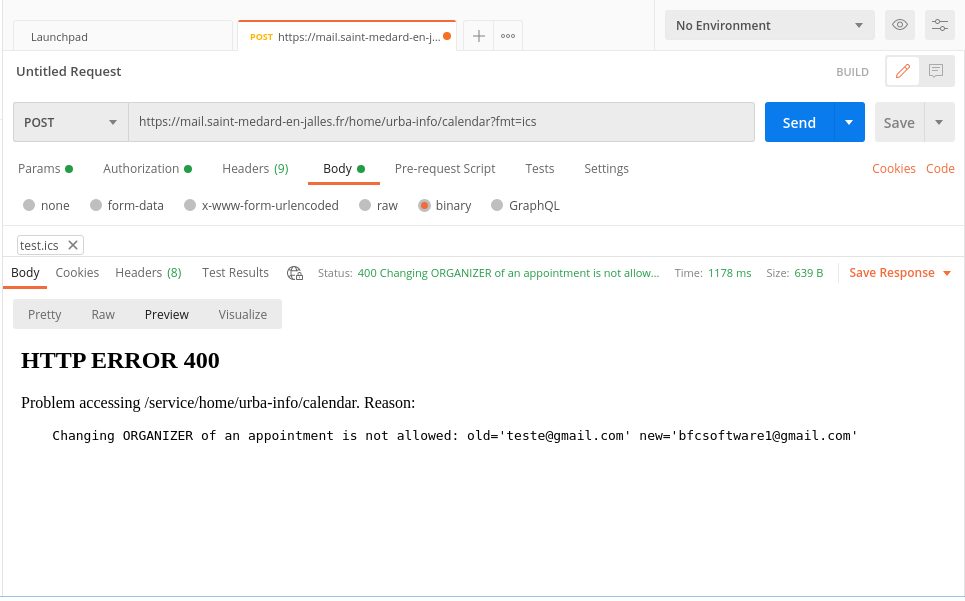 Launchpad
POST https://mail.saint-medard-en-j...
No Environment
Untitled Request
BUILD
POST
https://mail.saint-medard-en-jalles.fr/home/urba-info/calendar?fmt=ics
Send
Save
Params Authorization Headers (9) Body Pre-request Script Tests Settings Cookies Code
none form-data x-www-form-urlencoded raw binary GraphQL
test.ics
Body Cookies Headers (8) Test Results Status: 400 Changing ORGANIZER of an appointment is not allow... Time: 1178 ms Size: 639 B Save Response
Pretty Raw Preview Visualize
HTTP ERROR 400
Problem accessing /service/home/urba-info/calendar. Reason:
Changing ORGANIZER of an appointment is not allowed: old='teste@gmail.com' new='bfcsoftware1@gmail.com'